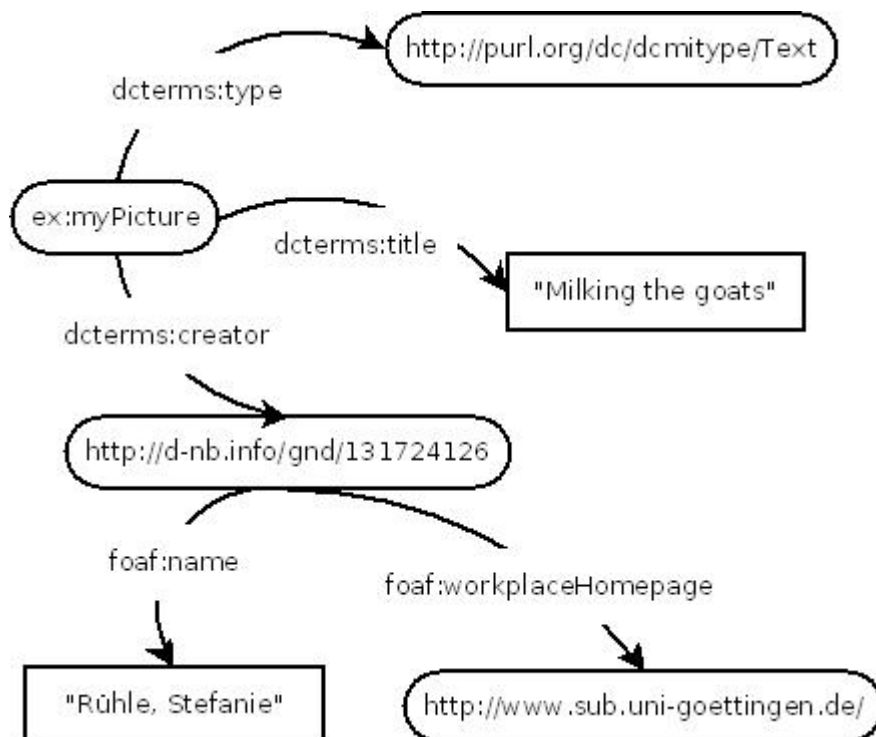 http://purl.org/dc/dcmitype/Text
dcterms:type
ex:myPicture
dcterms:title
"Milking the goats"
dcterms:creator
http://d-nb.info/gnd/131724126
foaf:name
foaf:workplaceHomepage
"Rühle, Stefanie"
http://www.sub.uni-goettingen.de/